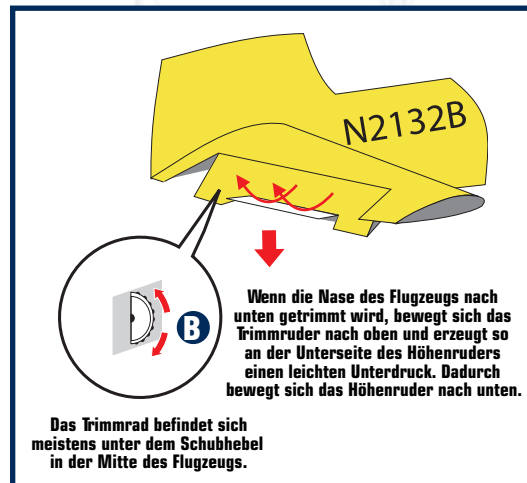 N2132B
B
Wenn die Nase des Flugzeugs nach
unten getrimmt wird, bewegt sich das
Trimmruder nach oben und erzeugt so
an der Unterseite des Höhenruders
einen leichten Unterdruck. Dadurch
bewegt sich das Höhenruder nach unten.
Das Trimmrad befindet sich
meistens unter dem Schubhebel
in der Mitte des Flugzeugs.